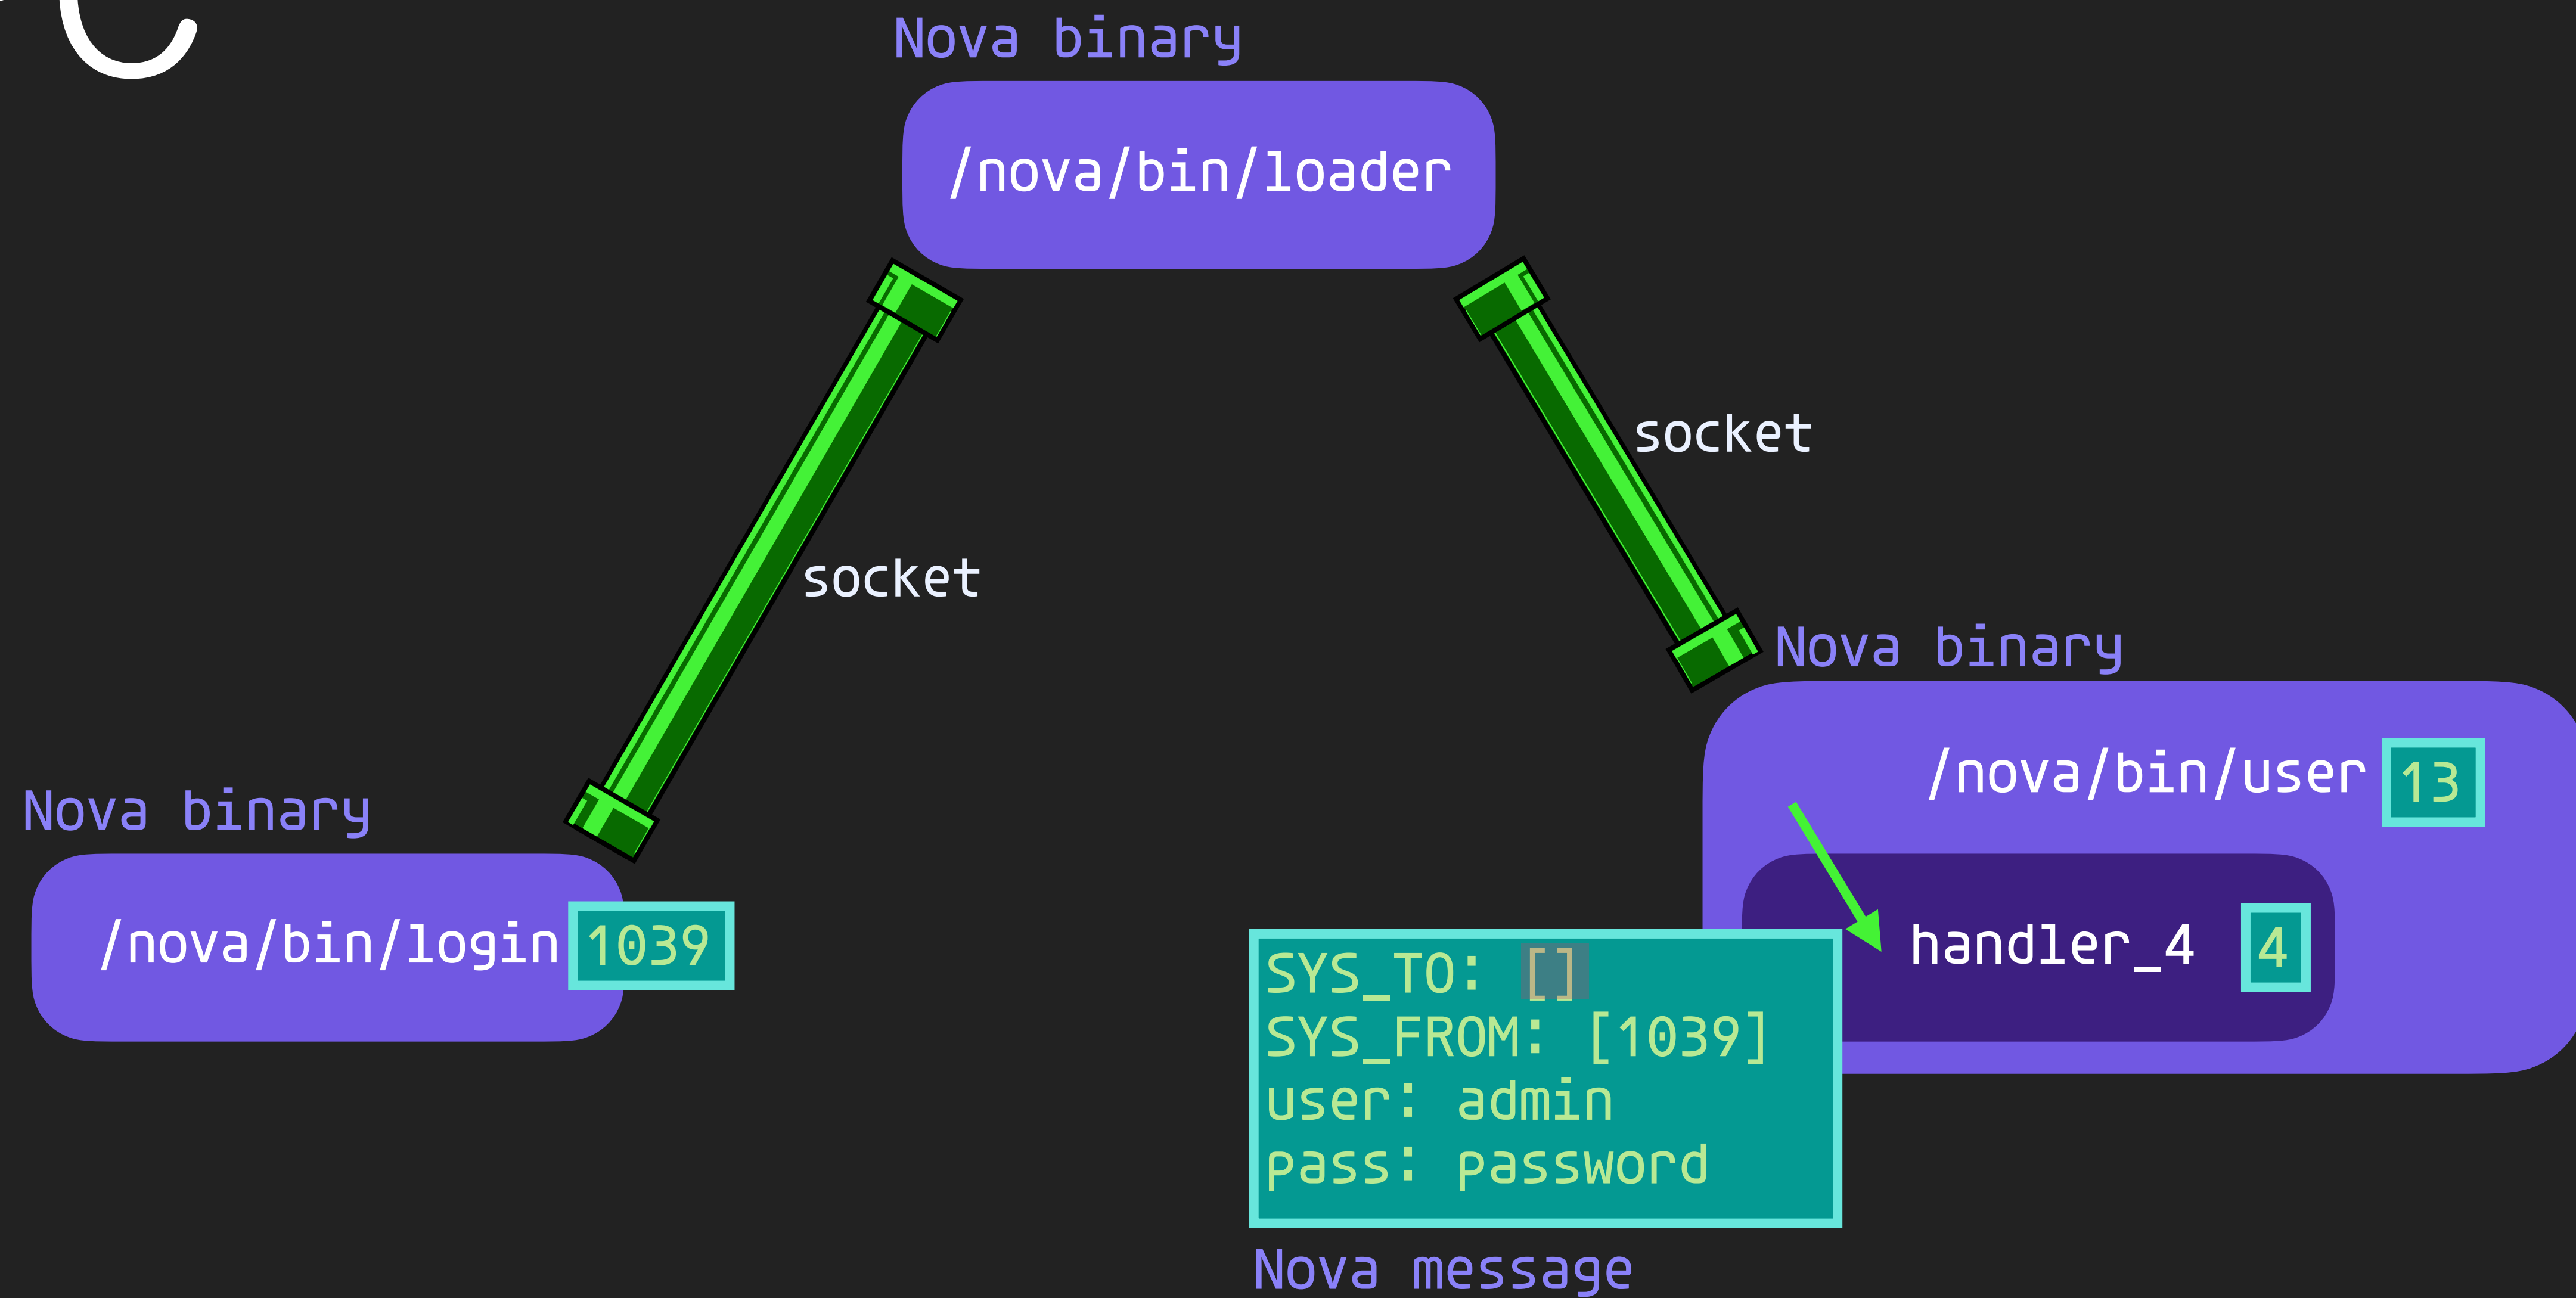 Nova binary
/nova/bin/loader
socket
socket
Nova binary
/nova/bin/user 13
Nova binary
/nova/bin/login 1039
handler_4 4
SYS_TO: []
SYS_FROM: [1039]
user: admin
pass: password
Nova message